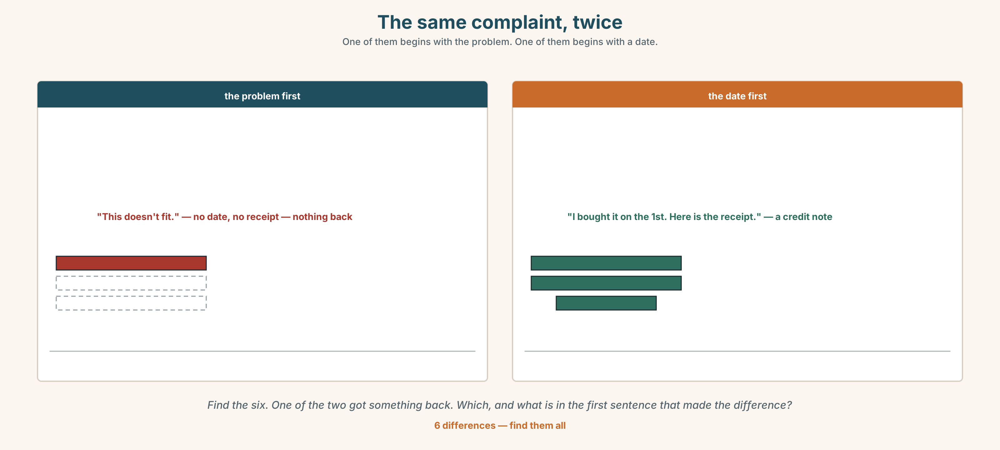 The same complaint, twice
One of them begins with the problem. One of them begins with a date.
the problem first
"This doesn't fit." — no date, no receipt — nothing back
the date first
"I bought it on the 1st. Here is the receipt." — a credit note
Find the six. One of the two got something back. Which, and what is in the first sentence that made the difference?
6 differences — find them all